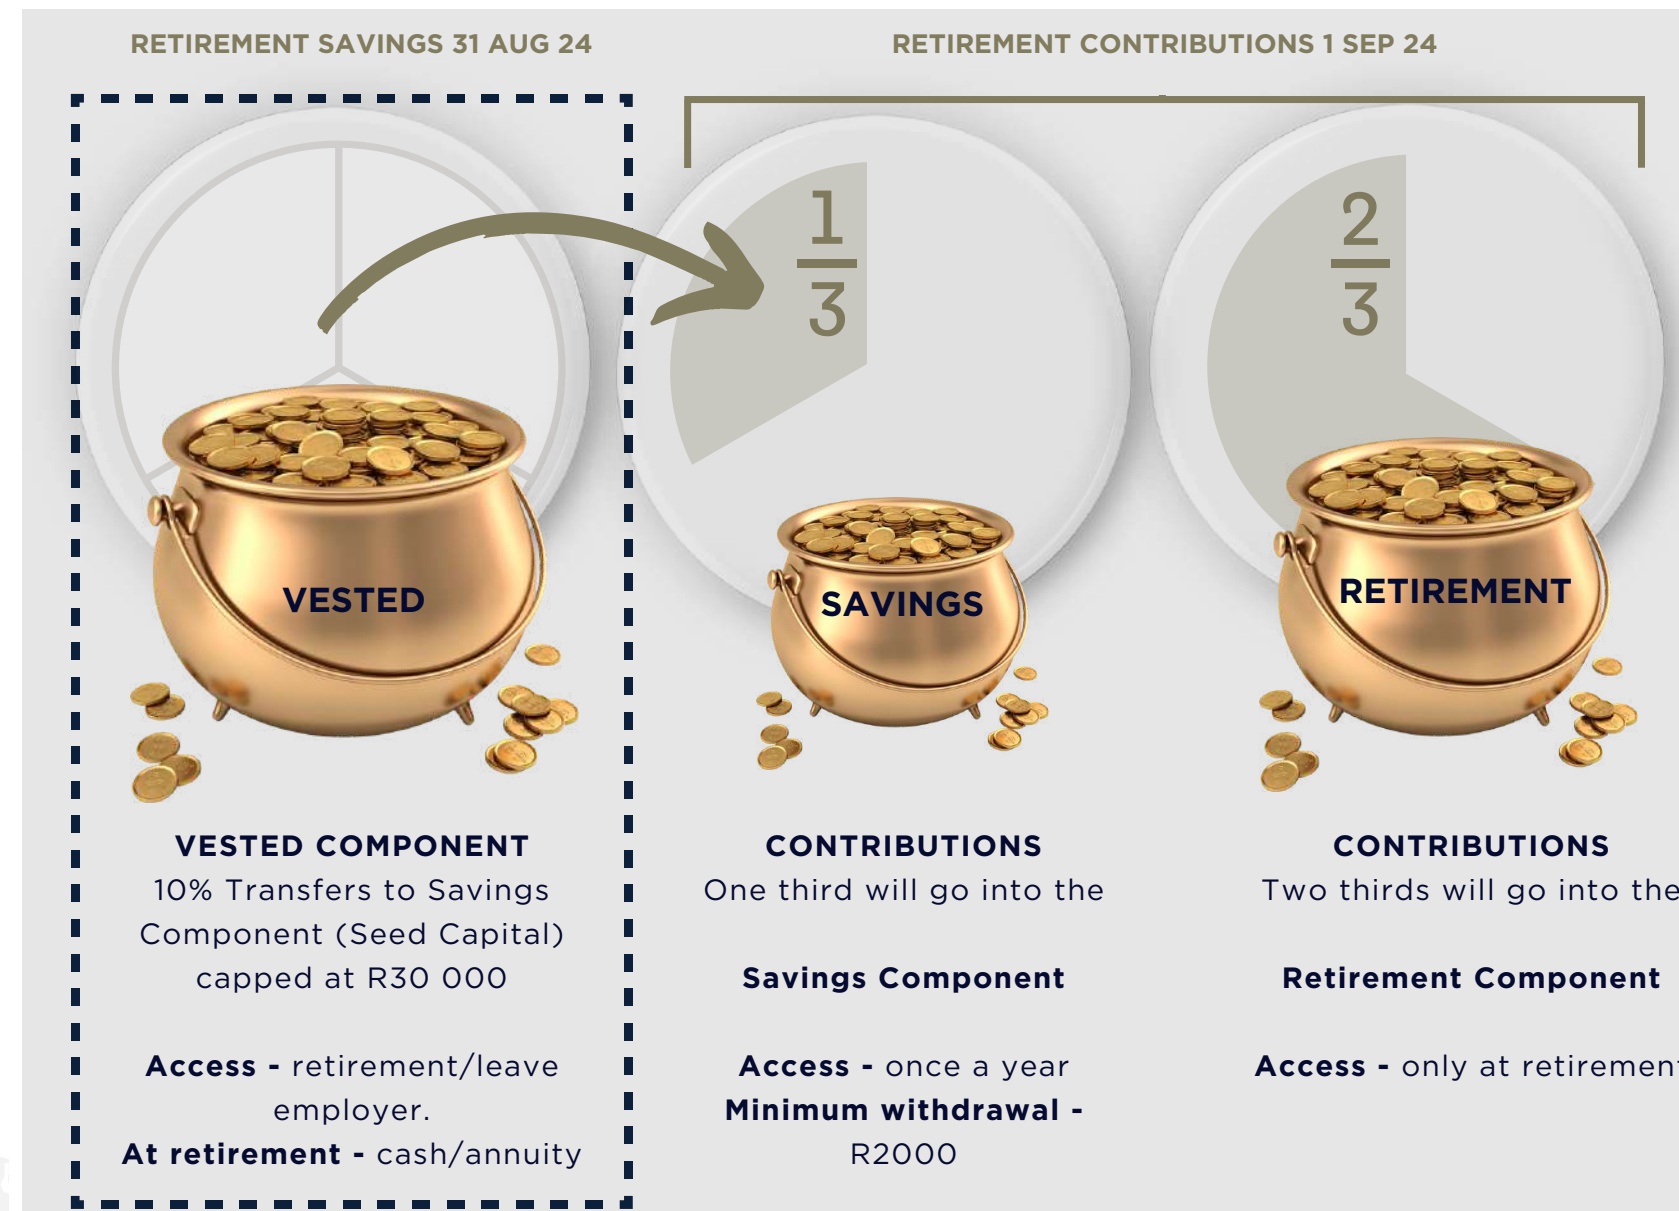 RETIREMENT SAVINGS 31 AUG 24
RETIREMENT CONTRIBUTIONS 1 SEP 24
1
3
2
3
VESTED
SAVINGS
RETIREMENT
VESTED COMPONENT
10% Transfers to Savings
Component (Seed Capital)
capped at R30 000
Access - retirement/leave
employer.
At retirement - cash/annuity
CONTRIBUTIONS
One third will go into the
Savings Component
Access - once a year
Minimum withdrawal -
R2000
CONTRIBUTIONS
Two thirds will go into the
Retirement Component
Access - only at retirement